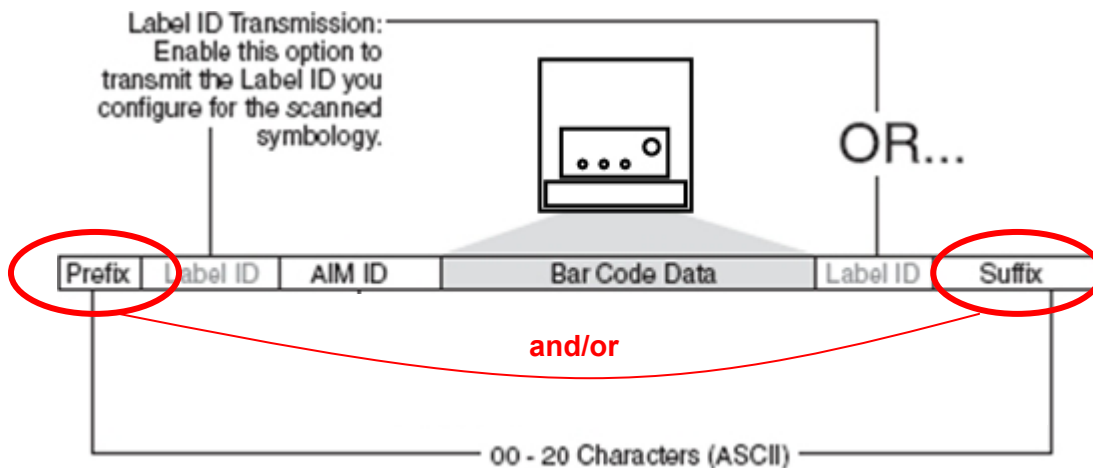 Label ID Transmission:
Enable this option to
transmit the Label ID you
configure for the scanned
symbology.
OR...
Prefix Label ID AIM ID Bar Code Data Label ID Suffix
and/or
00 - 20 Characters (ASCII)